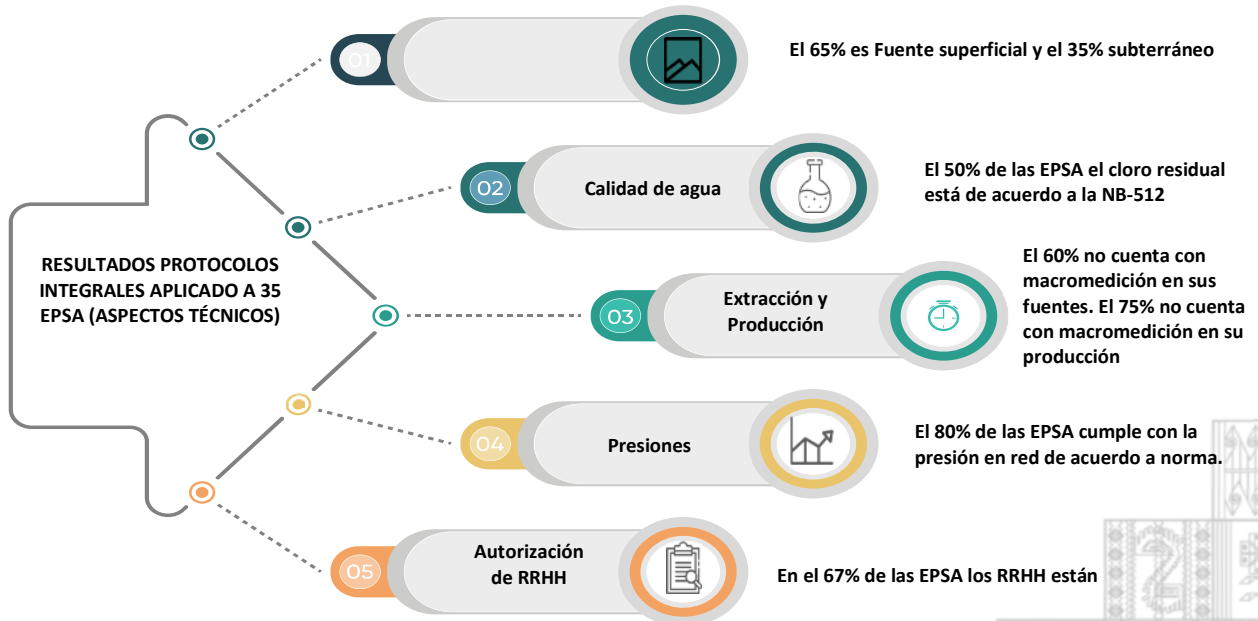 RESULTADOS PROTOCOLOS
INTEGRALES APLICADO A 35
EPSA (ASPECTOS TÉCNICOS)
01
El 65% es Fuente superficial y el 35% subterráneo
02
Calidad de agua
El 50% de las EPSA el cloro residual
está de acuerdo a la NB-512
03
Extracción y
Producción
El 60% no cuenta con
macromedición en sus
fuentes. El 75% no cuenta
con macromedición en su
producción
04
Presiones
El 80% de las EPSA cumple con la
presión en red de acuerdo a norma.
05
Autorización
de RRHH
En el 67% de las EPSA los RRHH están